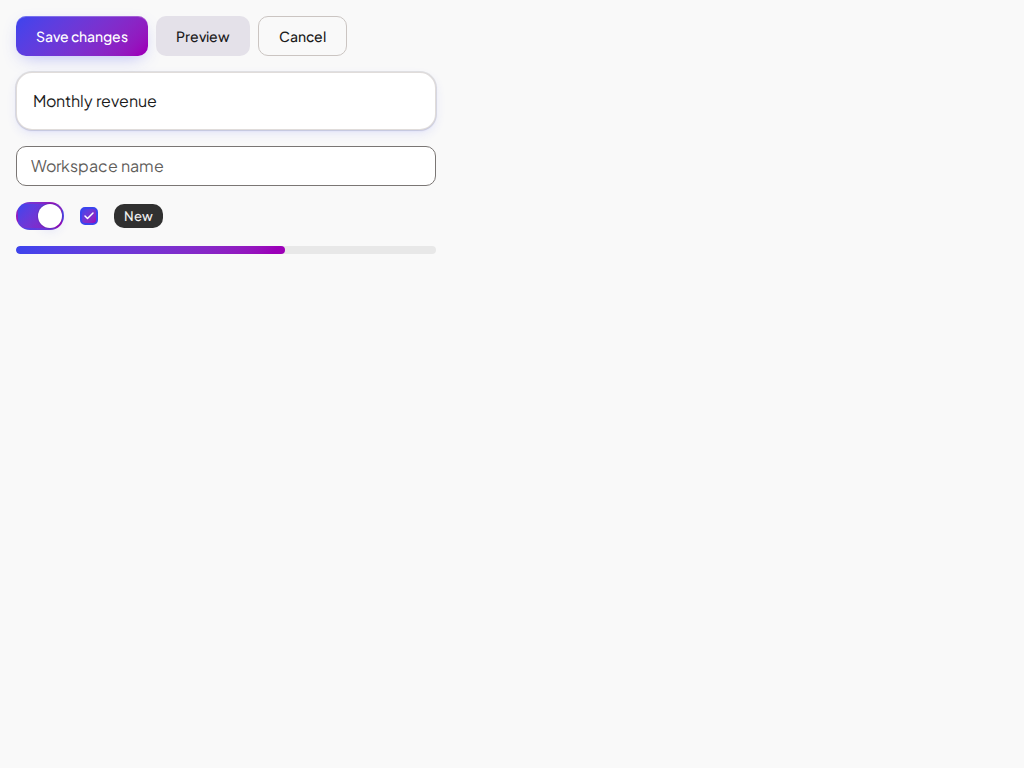 Save changes
Preview
Cancel
Monthly revenue
Workspace name
New